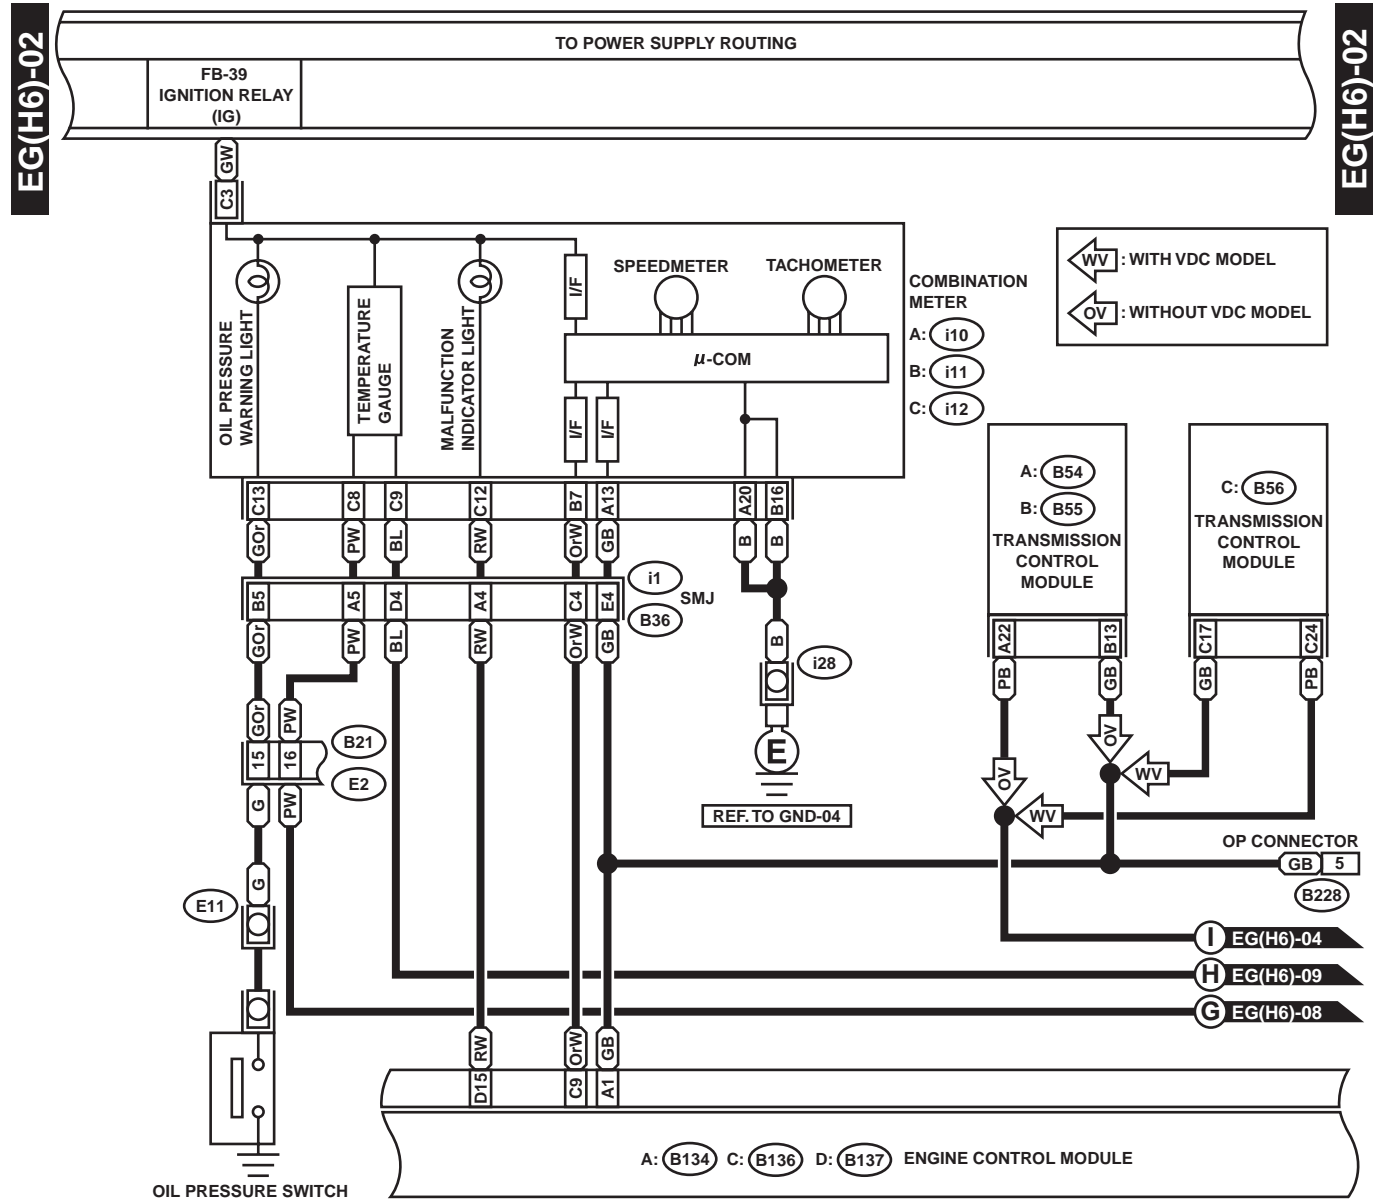 EG(H6)-02
EG(H6)-02
TO POWER SUPPLY ROUTING
FB-39
IGNITION RELAY
(IG)
GW
C3
WV : WITH VDC MODEL
OV : WITHOUT VDC MODEL
SPEEDMETER
TACHOMETER
COMBINATION
METER
A: i10
B: i11
C: i12
I/F
OIL PRESSURE
WARNING LIGHT
TEMPERATURE
GAUGE
MALFUNCTION
INDICATOR LIGHT
µ-COM
I/F
I/F
C13
C8
C9
C12
B7
A13
A20
B16
GOr
PW
BL
RW
OrW
GB
B
B
i1
SMJ
B36
B5
A5
D4
A4
C4
E4
GOr
PW
BL
RW
OrW
GB
B
i28
E
REF. TO GND-04
A: B54
B: B55
TRANSMISSION
CONTROL
MODULE
C: B56
TRANSMISSION
CONTROL
MODULE
A22
B13
C17
C24
PB
GB
GB
PB
OV
WV
OV
WV
GOr
PW
15
16
B21
E2
G
PW
G
E11
OP CONNECTOR
GB 5
B228
I EG(H6)-04
H EG(H6)-09
G EG(H6)-08
RW
OrW
GB
D15
C9
A1
A: B134 C: B136 D: B137 ENGINE CONTROL MODULE
OIL PRESSURE SWITCH